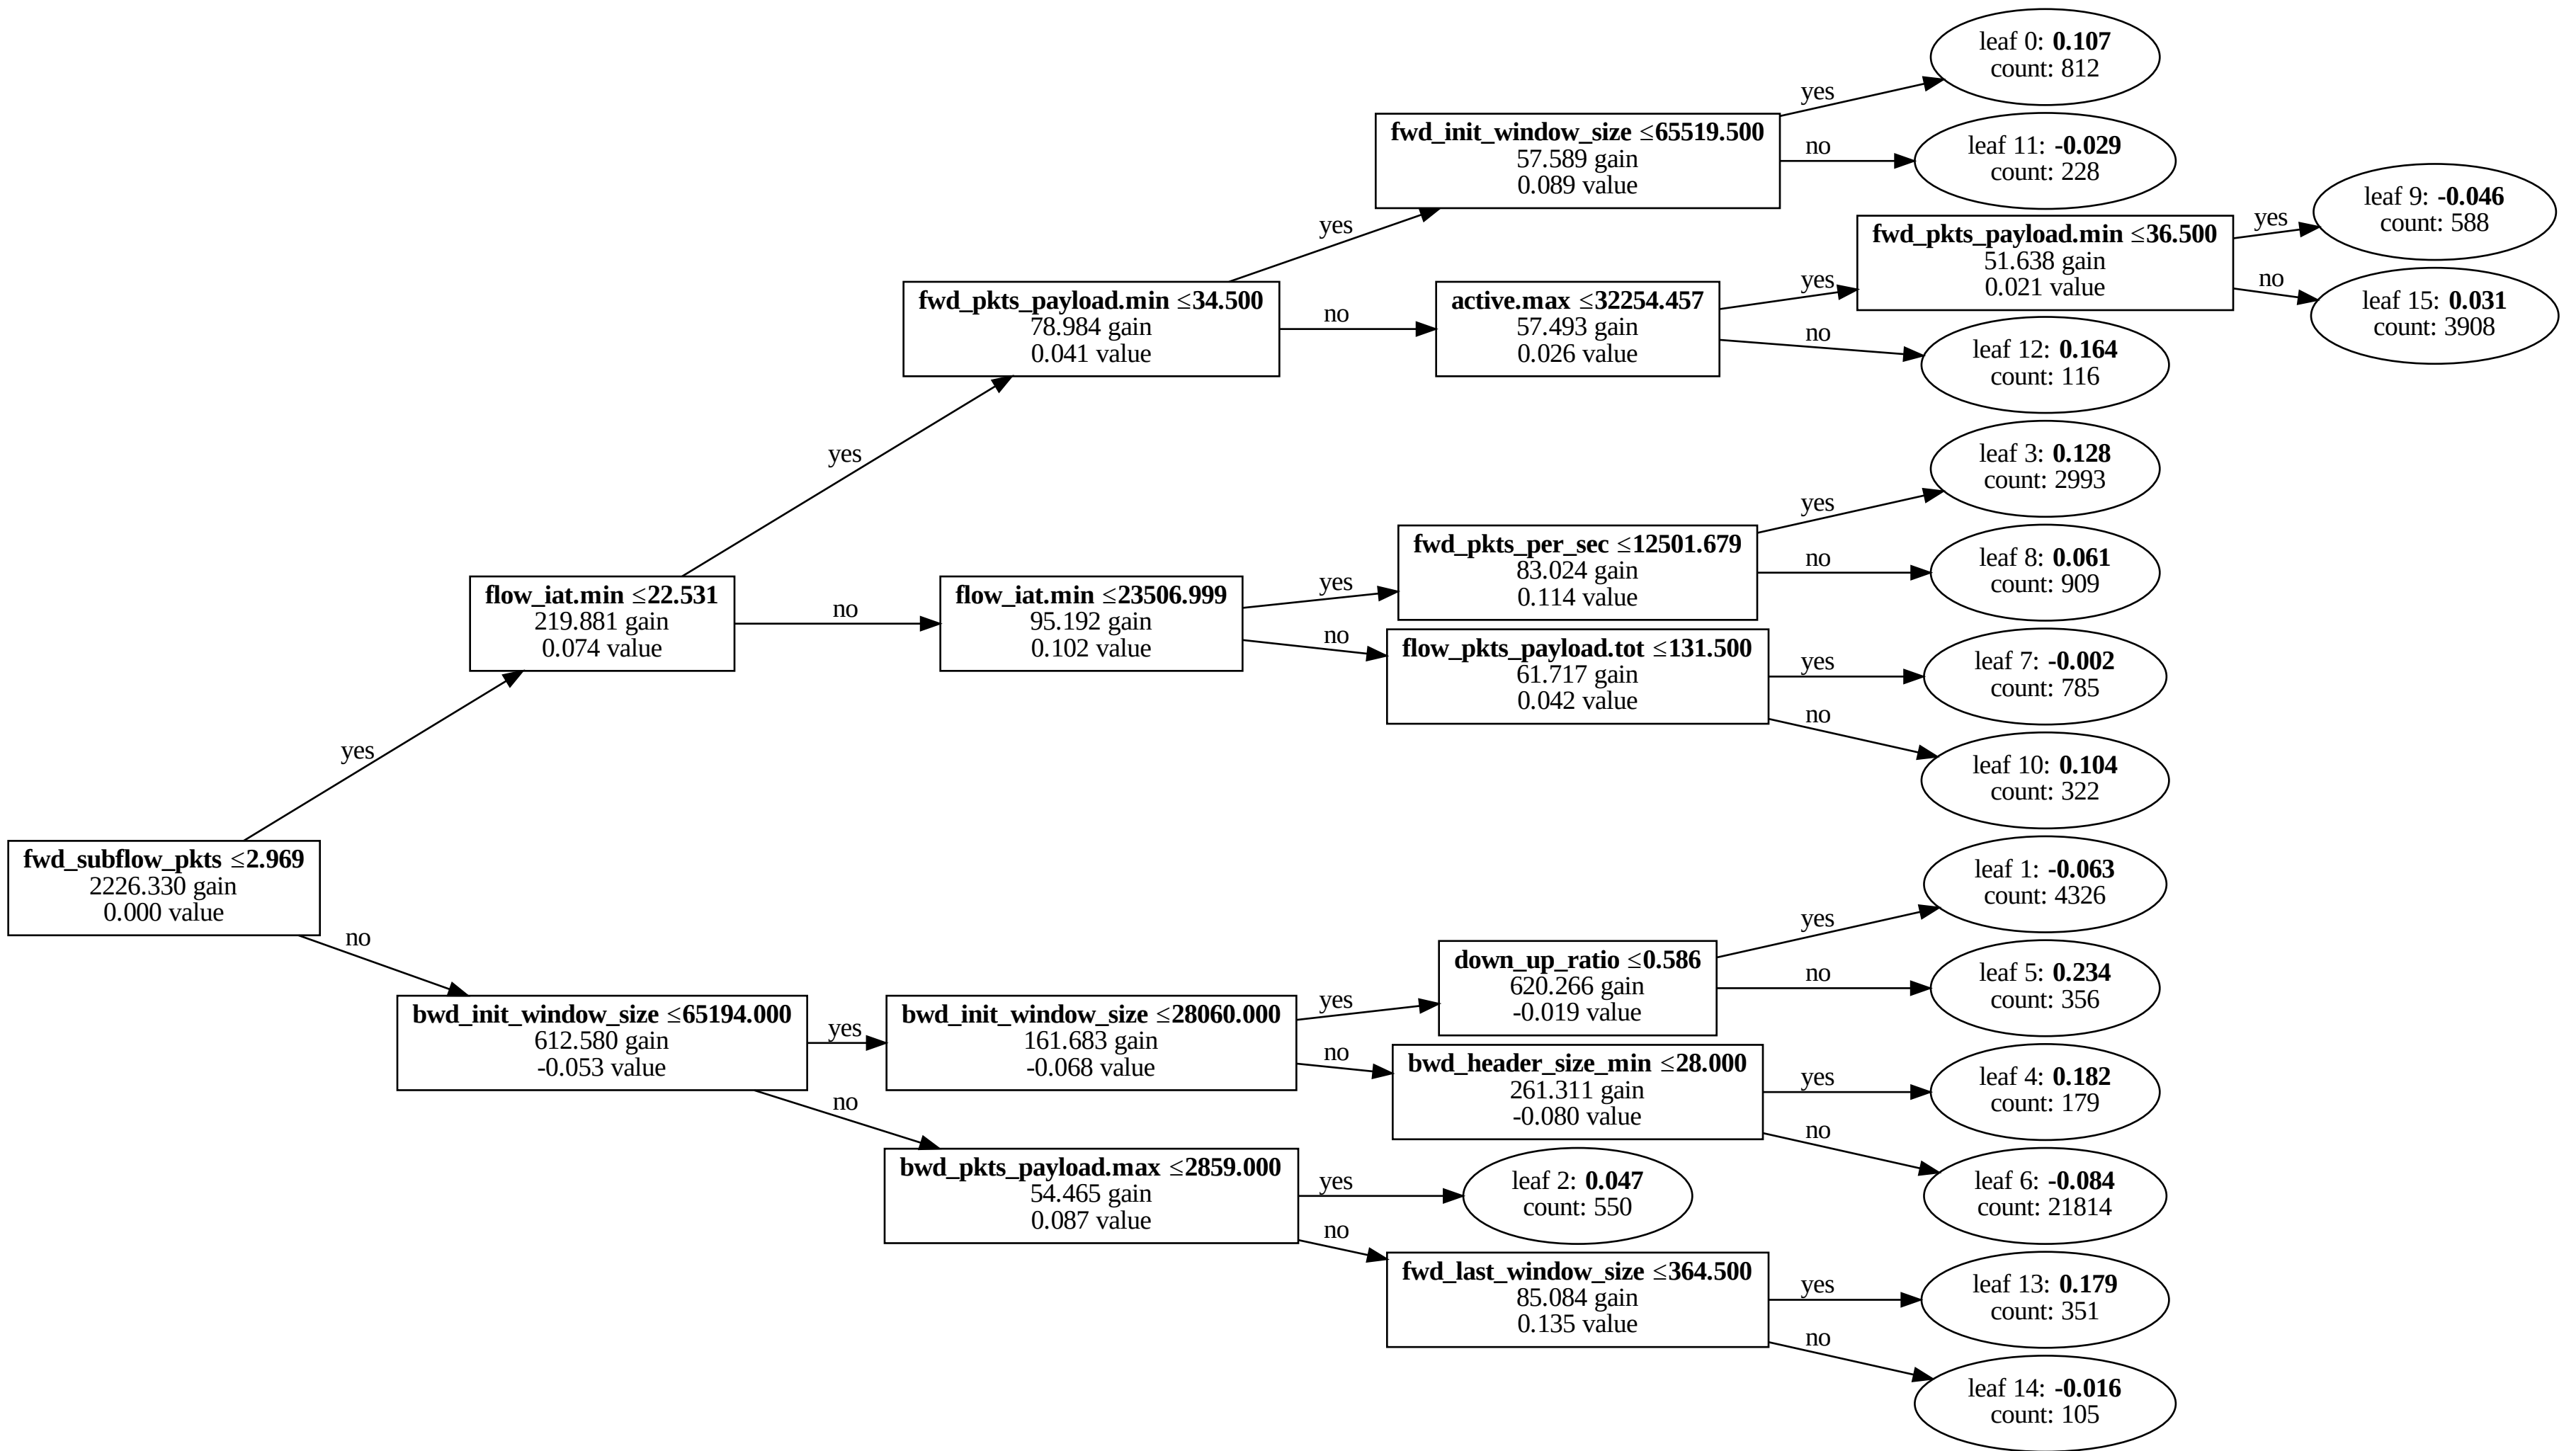 leaf 0: 0.107
count: 812
yes
fwd_init_window_size ≤65519.500
57.589 gain
0.089 value
no
leaf 11: -0.029
count: 228
yes
leaf 9: -0.046
count: 588
yes
fwd_pkts_payload.min ≤36.500
51.638 gain
0.021 value
no
leaf 15: 0.031
count: 3908
fwd_pkts_payload.min ≤34.500
78.984 gain
0.041 value
no
active.max ≤32254.457
57.493 gain
0.026 value
yes
no
leaf 12: 0.164
count: 116
yes
leaf 3: 0.128
count: 2993
yes
fwd_pkts_per_sec ≤12501.679
83.024 gain
0.114 value
no
leaf 8: 0.061
count: 909
flow_iat.min ≤22.531
219.881 gain
0.074 value
no
flow_iat.min ≤23506.999
95.192 gain
0.102 value
yes
no
flow_pkts_payload.tot ≤131.500
61.717 gain
0.042 value
yes
leaf 7: -0.002
count: 785
no
leaf 10: 0.104
count: 322
yes
fwd_subflow_pkts ≤2.969
2226.330 gain
0.000 value
no
leaf 1: -0.063
count: 4326
yes
down_up_ratio ≤0.586
620.266 gain
-0.019 value
no
leaf 5: 0.234
count: 356
bwd_init_window_size ≤65194.000
612.580 gain
-0.053 value
yes
bwd_init_window_size ≤28060.000
161.683 gain
-0.068 value
yes
no
bwd_header_size_min ≤28.000
261.311 gain
-0.080 value
yes
leaf 4: 0.182
count: 179
no
leaf 6: -0.084
count: 21814
no
bwd_pkts_payload.max ≤2859.000
54.465 gain
0.087 value
yes
leaf 2: 0.047
count: 550
no
fwd_last_window_size ≤364.500
85.084 gain
0.135 value
yes
leaf 13: 0.179
count: 351
no
leaf 14: -0.016
count: 105